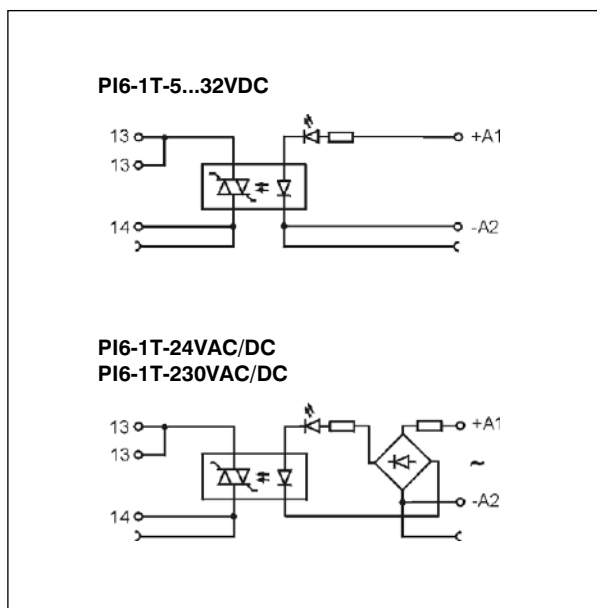 PI6-1T-5...32VDC
13
+A1
13
14
-A2
PI6-1T-24VAC/DC
PI6-1T-230VAC/DC
13
+A1
13
~
14
-A2